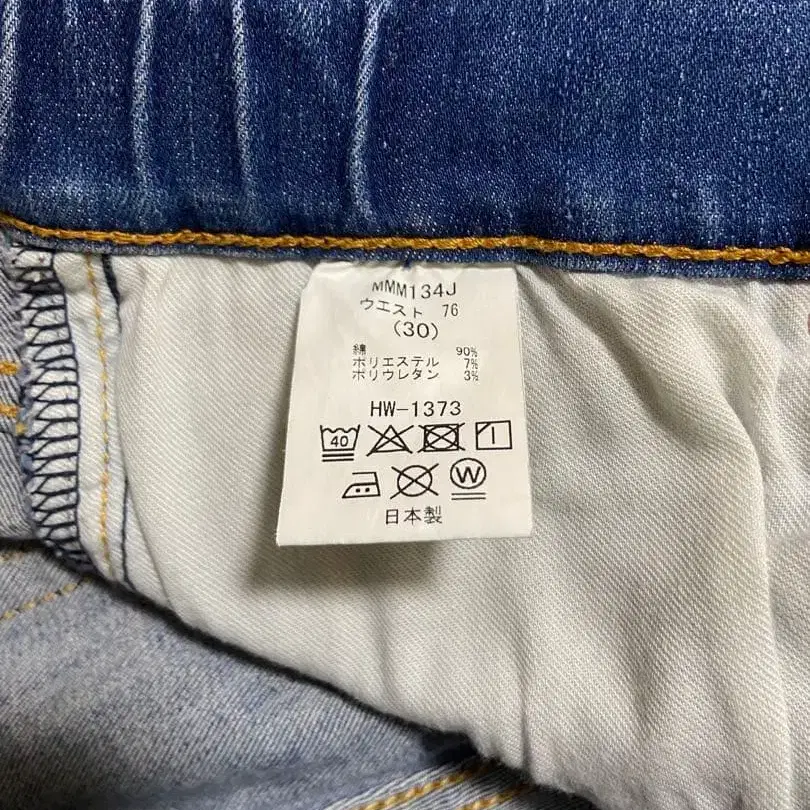 MMM134J
ウエスト 76
(30)
綿 90%
ポリエステル 7%
ポリウレタン 3%
HW-1373
40
W
日本製